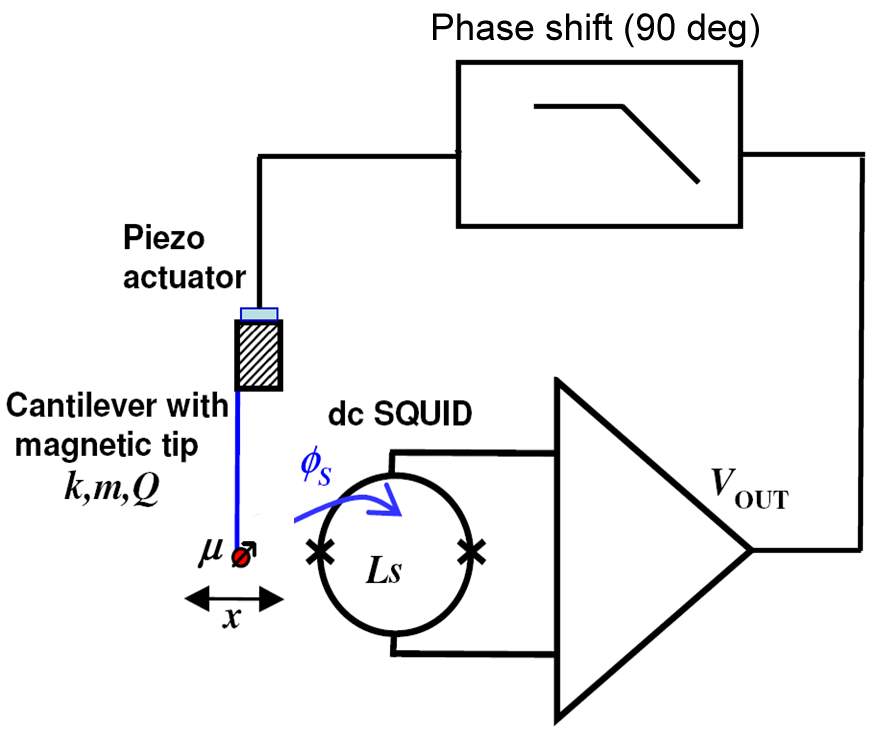 Phase shift (90 deg)
Piezo
actuator
Cantilever with
magnetic tip
k,m,Q
dc SQUID
ϕS
VOUT
μ
Ls
x